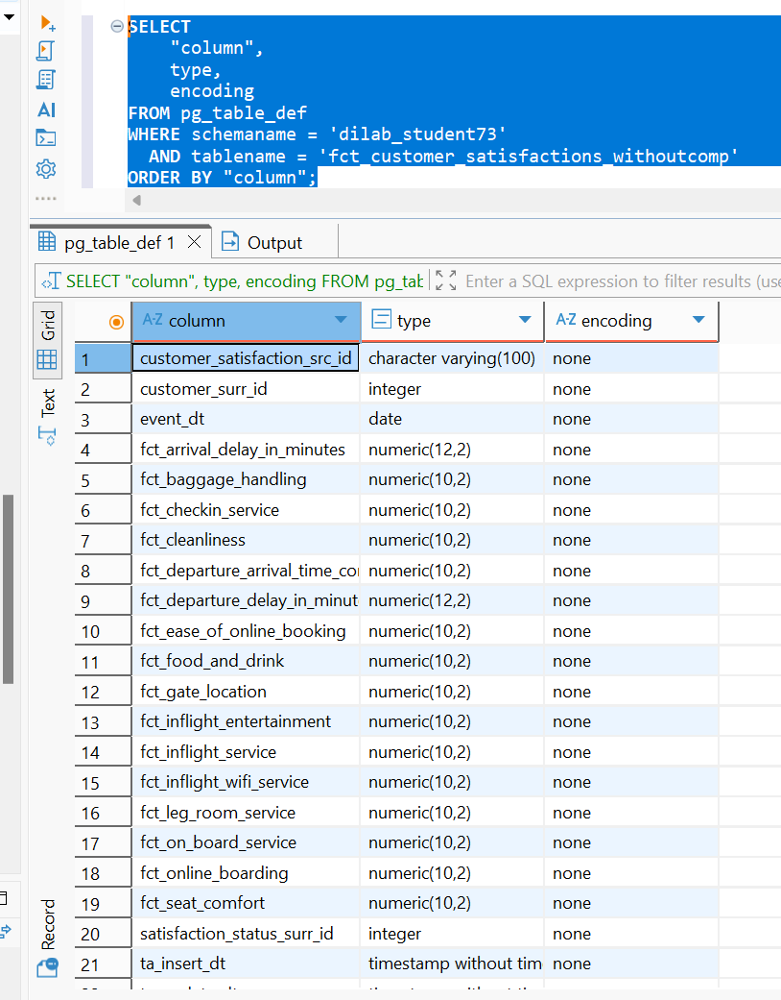 SELECT
"column",
type,
encoding
FROM pg_table_def
WHERE schemaname = 'dilab_student73'
AND tablename = 'fct_customer_satisfactions_withoutcomp'
ORDER BY "column";
AI
pg_table_def 1
Output
SELECT "column", type, encoding FROM pg_tab
Enter a SQL expression to filter results (use
Grid
Text
Record
A-Z column type A-Z encoding
1 customer_satisfaction_src_id character varying(100) none
2 customer_surr_id integer none
3 event_dt date none
4 fct_arrival_delay_in_minutes numeric(12,2) none
5 fct_baggage_handling numeric(10,2) none
6 fct_checkin_service numeric(10,2) none
7 fct_cleanliness numeric(10,2) none
8 fct_departure_arrival_time_co numeric(10,2) none
9 fct_departure_delay_in_minut numeric(12,2) none
10 fct_ease_of_online_booking numeric(10,2) none
11 fct_food_and_drink numeric(10,2) none
12 fct_gate_location numeric(10,2) none
13 fct_inflight_entertainment numeric(10,2) none
14 fct_inflight_service numeric(10,2) none
15 fct_inflight_wifi_service numeric(10,2) none
16 fct_leg_room_service numeric(10,2) none
17 fct_on_board_service numeric(10,2) none
18 fct_online_boarding numeric(10,2) none
19 fct_seat_comfort numeric(10,2) none
20 satisfaction_status_surr_id integer none
21 ta_insert_dt timestamp without tim none